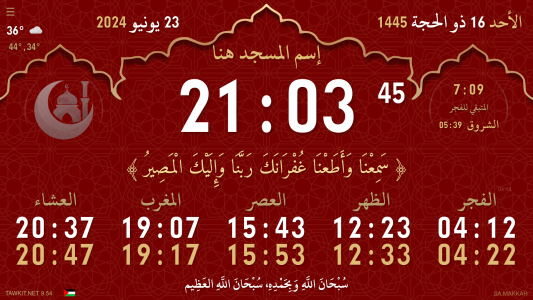 الأحد 16 ذو الحجة 1445
23 يونيو 2024
36°
44°,34°
إسم المسجد هنا
21:03 45
7:09
المتبقي للفجر
الشروق 05:39
﴿ سَمِعْنَا وَأَطَعْنَا غُفْرَانَكَ رَبَّنَا وَإِلَيْكَ الْمَصِيرُ ﴾
الفجر الظهر العصر المغرب العشاء
04:12 12:23 15:43 19:07 20:37
04:22 12:33 15:53 19:17 20:47
سُبْحَانَ اللَّهِ وَبِحَمْدِهِ، سُبْحَانَ اللَّهِ العَظِيمِ
TAWKIT.NET 9.54
SA.MAKKAH